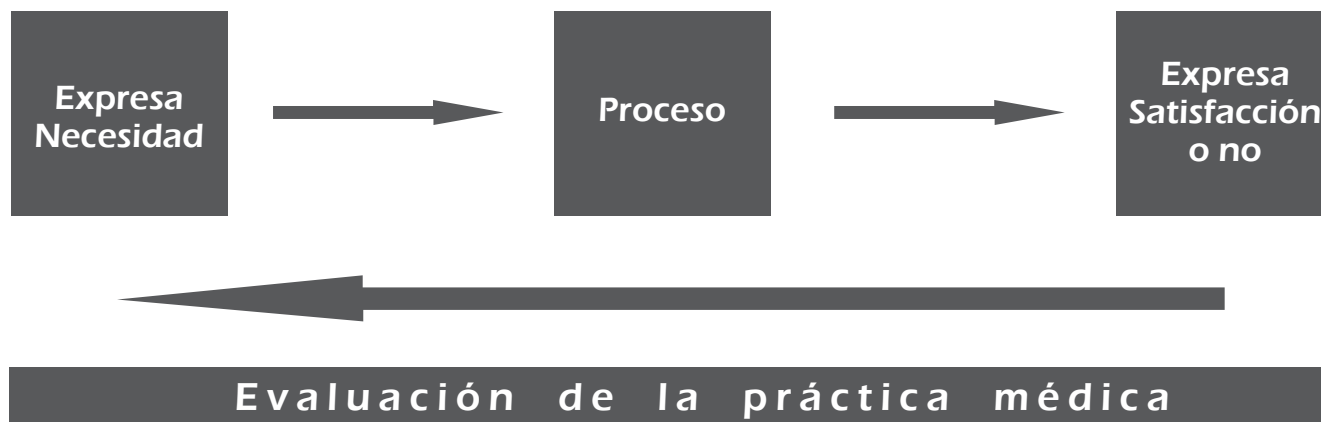 Expresa
Necesidad
Proceso
Expresa
Satisfacción
o no
Evaluación de la práctica médica